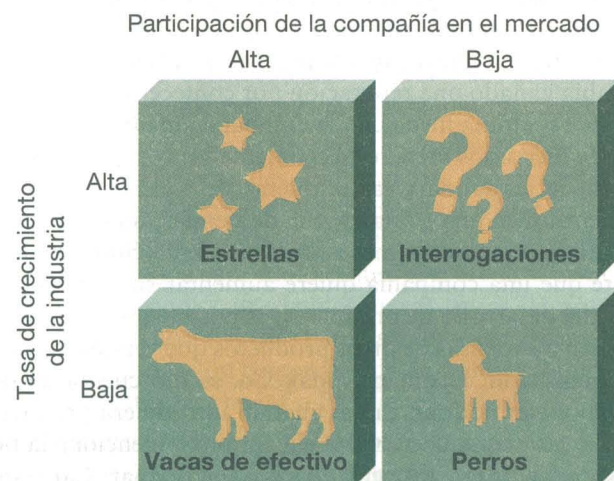 Participación de la compañía en el mercado
Alta
Baja
Tasa de crecimiento
de la industria
Alta
Estrellas
Interrogaciones
Baja
Vacas de efectivo
Perros